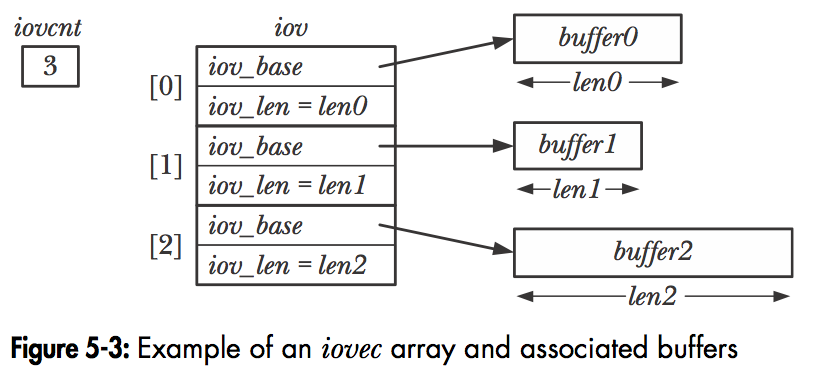 iovcnt
3
iov
[0]
iov_base
iov_len = len0
[1]
iov_base
iov_len = len1
[2]
iov_base
iov_len = len2
buffer0
len0
buffer1
len1
buffer2
len2
Figure 5-3: Example of an iovec array and associated buffers